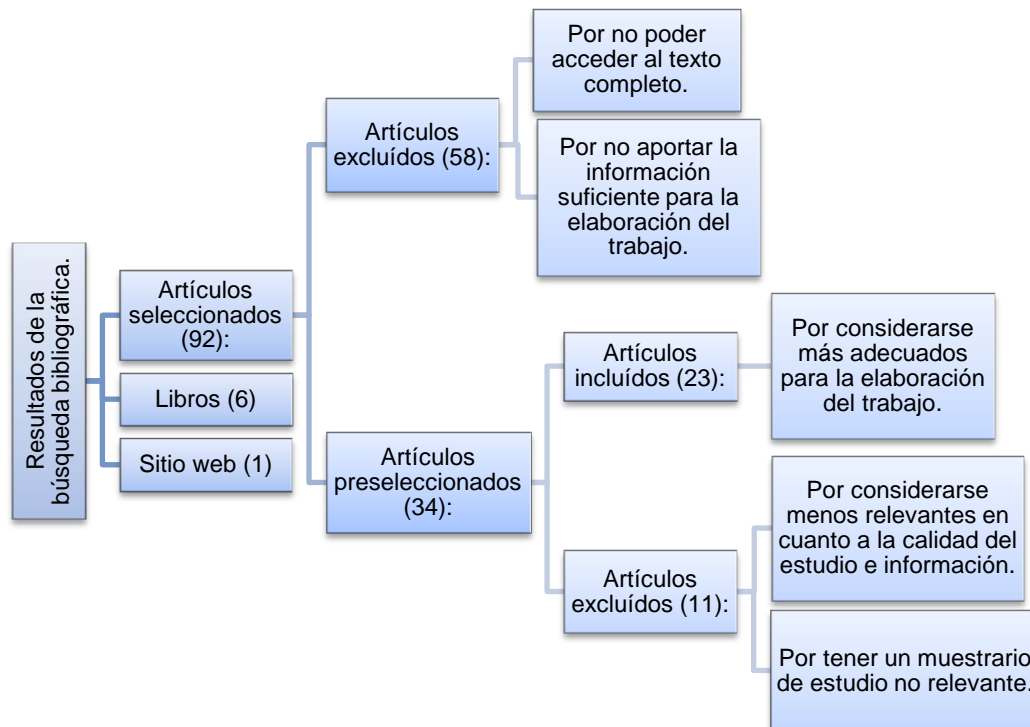 Resultados de la
búsqueda bibliográfica.
Artículos
seleccionados
(92):
Libros (6)
Sitio web (1)
Artículos
excluídos (58):
Por no poder
acceder al texto
completo.
Por no aportar la
información
suficiente para la
elaboración del
trabajo.
Artículos
preseleccionados
(34):
Artículos
incluídos (23):
Por considerarse
más adecuados
para la elaboración
del trabajo.
Artículos
excluídos (11):
Por considerarse
menos relevantes en
cuanto a la calidad del
estudio e información.
Por tener un muestrario
de estudio no relevante.